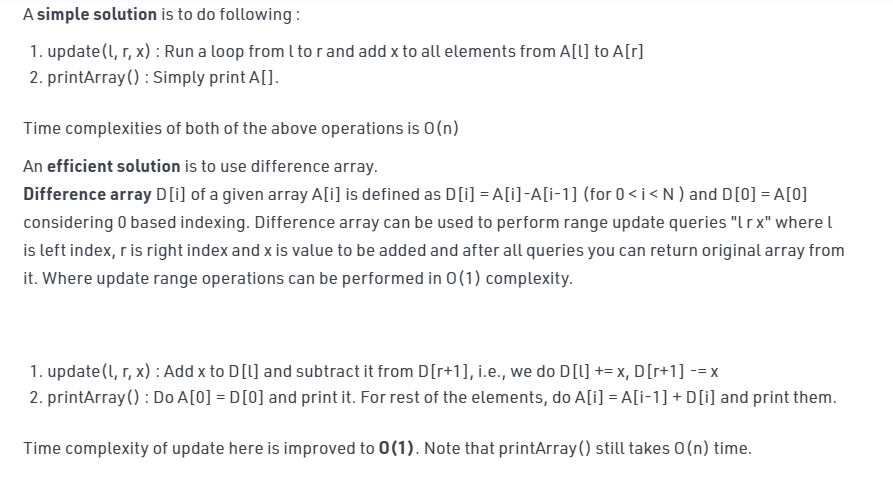 A simple solution is to do following :
1. update(l, r, x) : Run a loop from l to r and add x to all elements from A[l] to A[r]
2. printArray() : Simply print A[].
Time complexities of both of the above operations is O(n)
An efficient solution is to use difference array.
Difference array D[i] of a given array A[i] is defined as D[i] = A[i]-A[i-1] (for 0 < i < N ) and D[0] = A[0]
considering 0 based indexing. Difference array can be used to perform range update queries "l r x" where l
is left index, r is right index and x is value to be added and after all queries you can return original array from
it. Where update range operations can be performed in O(1) complexity.
1. update(l, r, x) : Add x to D[l] and subtract it from D[r+1], i.e., we do D[l] += x, D[r+1] -= x
2. printArray() : Do A[0] = D[0] and print it. For rest of the elements, do A[i] = A[i-1] + D[i] and print them.
Time complexity of update here is improved to O(1). Note that printArray() still takes O(n) time.